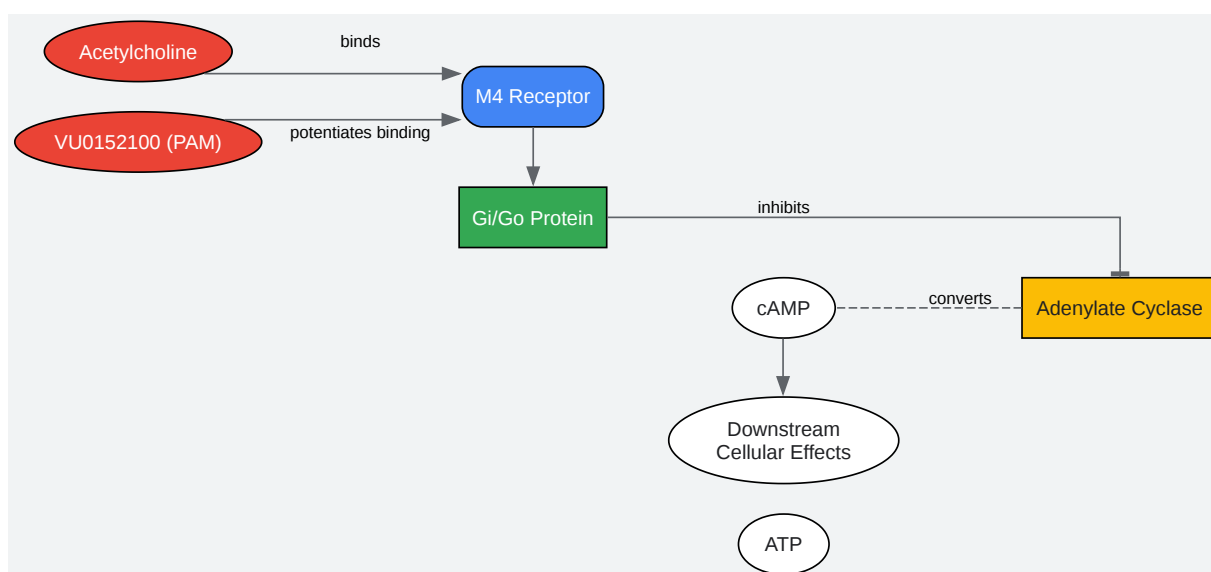 Acetylcholine
binds
M4 Receptor
VU0152100 (PAM)
potentiates binding
Gi/Go Protein
inhibits
cAMP
converts
Adenylate Cyclase
Downstream
Cellular Effects
ATP